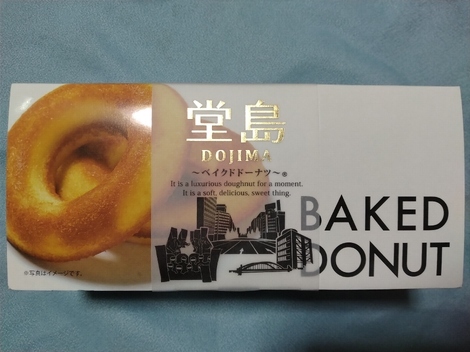 堂島
DOJIMA
～ベイクドドーナツ～®
It is a luxurious doughnut for a moment.
It is a soft, delicious, sweet thing.
BAKED
DONUT
※写真はイメージです。